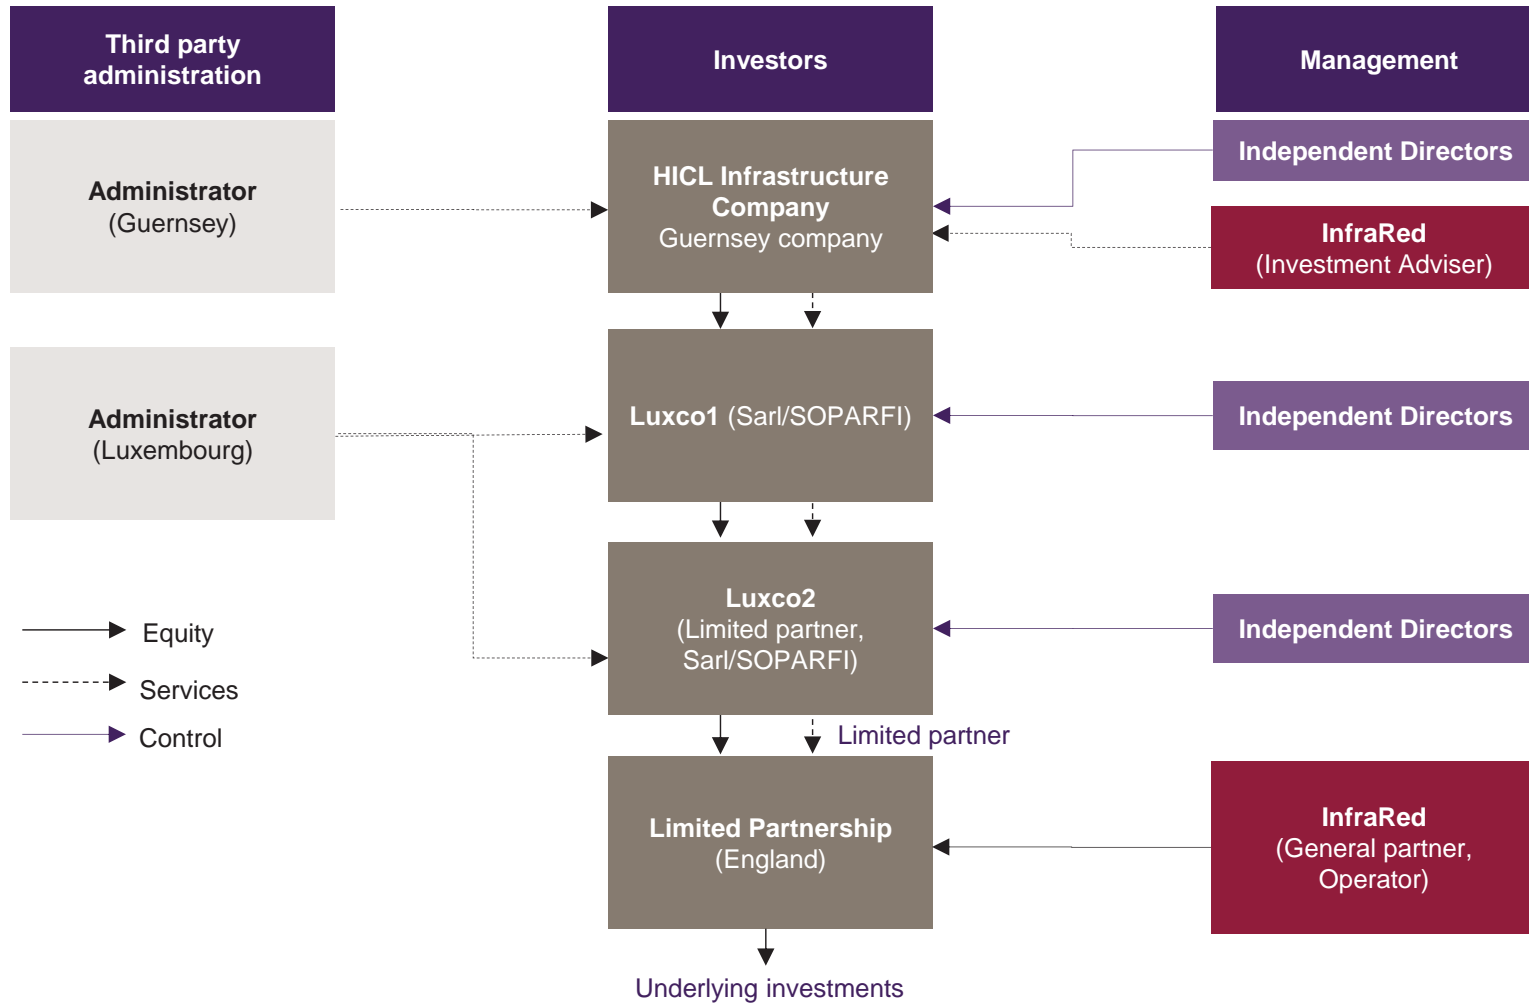 Third party
administration
Investors
Management
Administrator
(Guernsey)
HICL Infrastructure
Company
Guernsey company
Independent Directors
InfraRed
(Investment Adviser)
Administrator
(Luxembourg)
Luxco1 (Sarl/SOPARFI)
Independent Directors
Luxco2
(Limited partner,
Sarl/SOPARFI)
Independent Directors
Equity
Services
Control
Limited partner
Limited Partnership
(England)
InfraRed
(General partner,
Operator)
Underlying investments